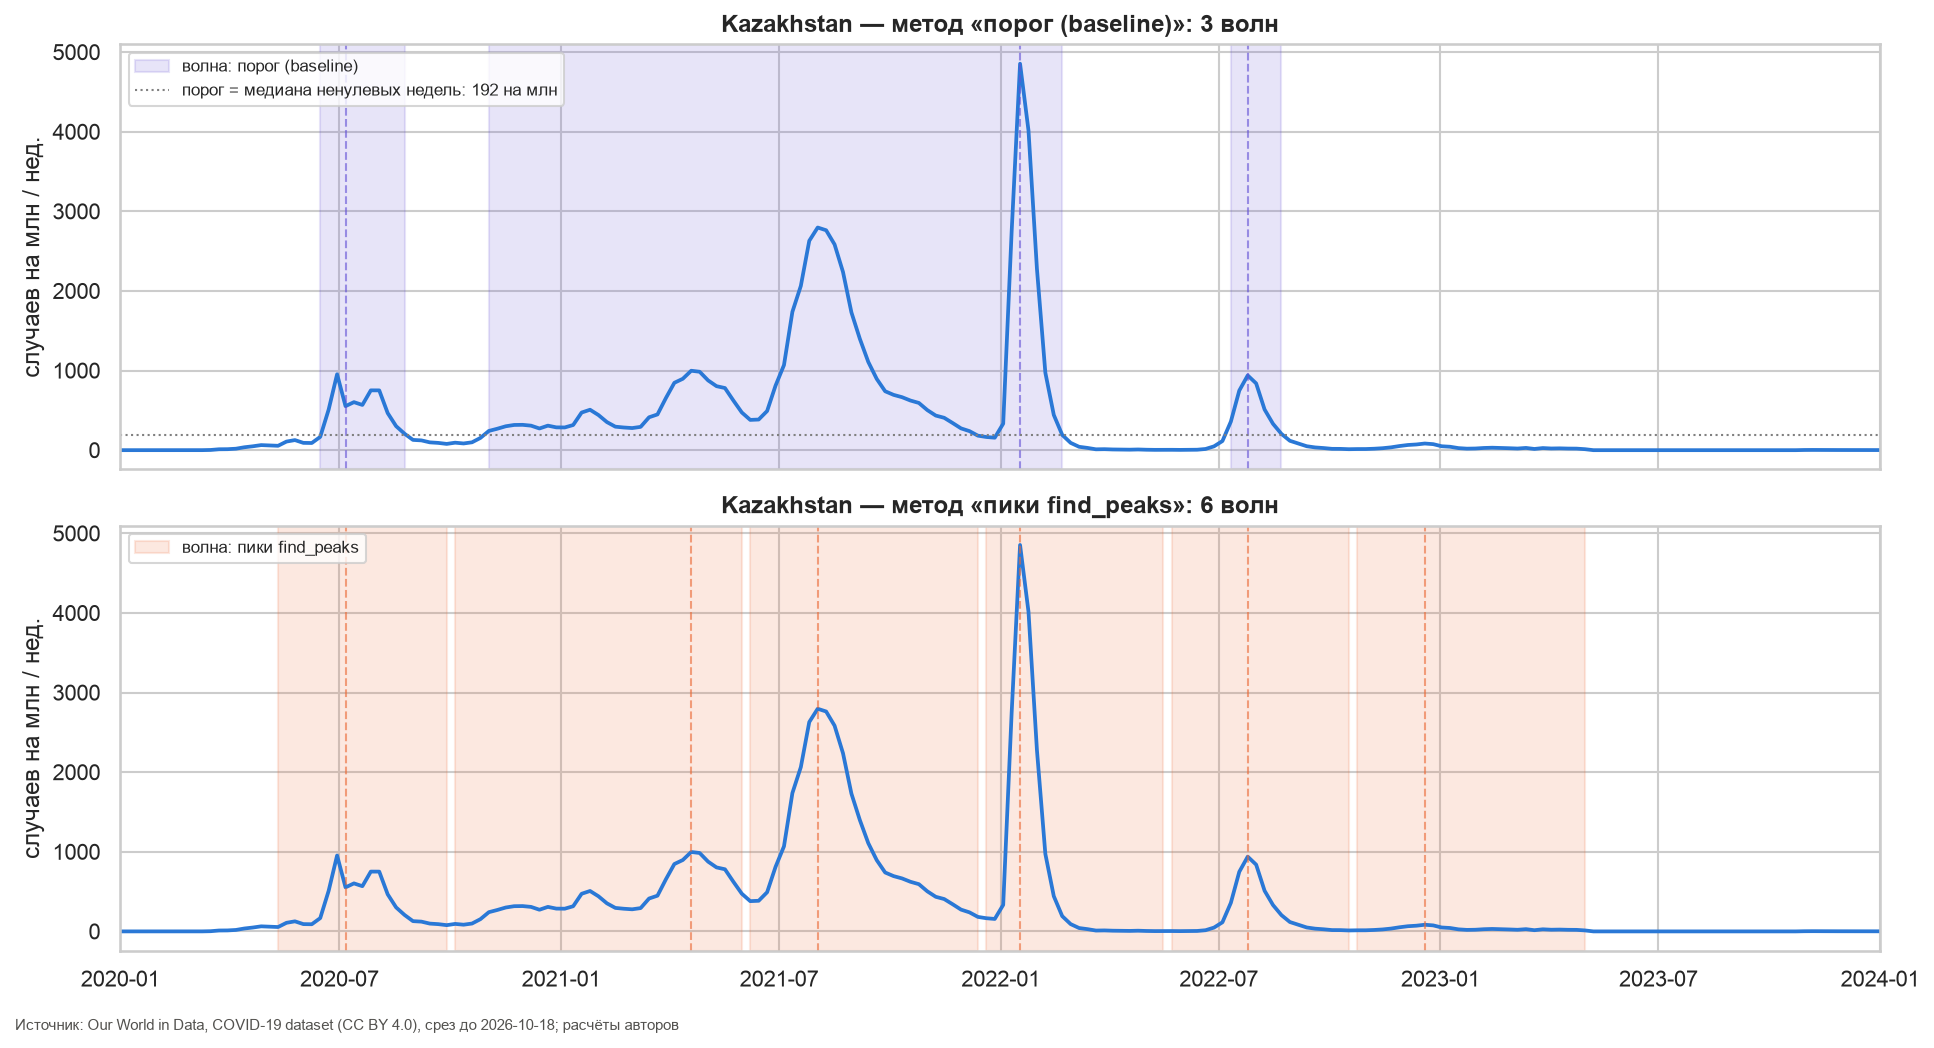 Kazakhstan — метод «порог (baseline)»: 3 волн
случаев на млн / нед.
5000
4000
3000
2000
1000
0
волна: порог (baseline)
порог = медиана ненулевых недель: 192 на млн
Kazakhstan — метод «пики find_peaks»: 6 волн
случаев на млн / нед.
5000
4000
3000
2000
1000
0
волна: пики find_peaks
2020-01 2020-07 2021-01 2021-07 2022-01 2022-07 2023-01 2023-07 2024-01
Источник: Our World in Data, COVID-19 dataset (CC BY 4.0), срез до 2026-10-18; расчёты авторов